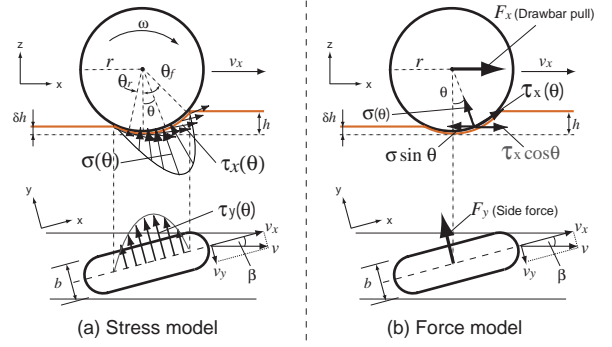 z
x
ω
r
θr
θf
θ
vx
δh
h
σ(θ)
τx(θ)
y
x
τy(θ)
b
vx
v
vy
β
(a) Stress model
Fx (Drawbar pull)
z
x
r
vx
θ
τx(θ)
σ(θ)
δh
h
σ sin θ
τx cosθ
y
x
Fy (Side force)
b
vx
v
vy
β
(b) Force model